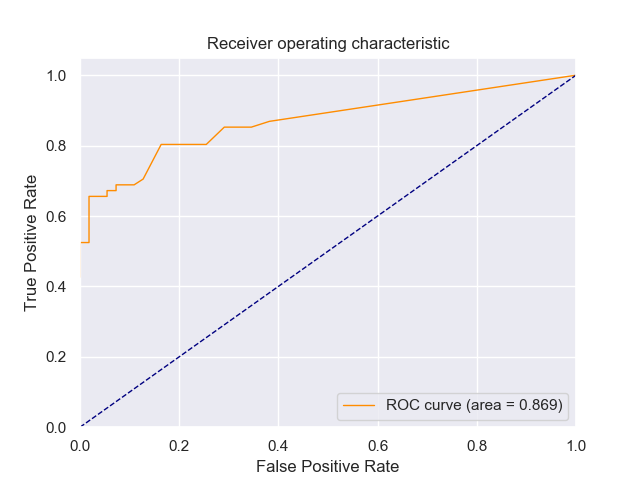 Receiver operating characteristic
1.0
0.8
0.6
0.4
0.2
0.0
True Positive Rate
ROC curve (area = 0.869)
0.0 0.2 0.4 0.6 0.8 1.0
False Positive Rate